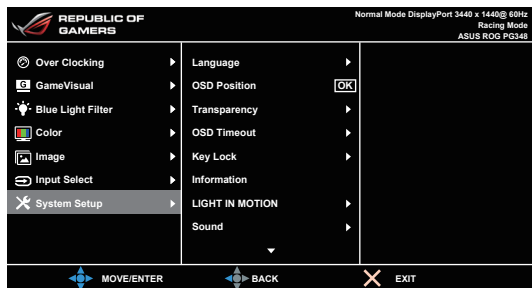 REPUBLIC OF
GAMERS
Normal Mode DisplayPort 3440 x 1440@ 60Hz
Racing Mode
ASUS ROG PG348
Over Clocking
G GameVisual
Blue Light Filter
Color
Image
Input Select
System Setup
Language
OSD Position OK
Transparency
OSD Timeout
Key Lock
Information
LIGHT IN MOTION
Sound
MOVE/ENTER
BACK
EXIT